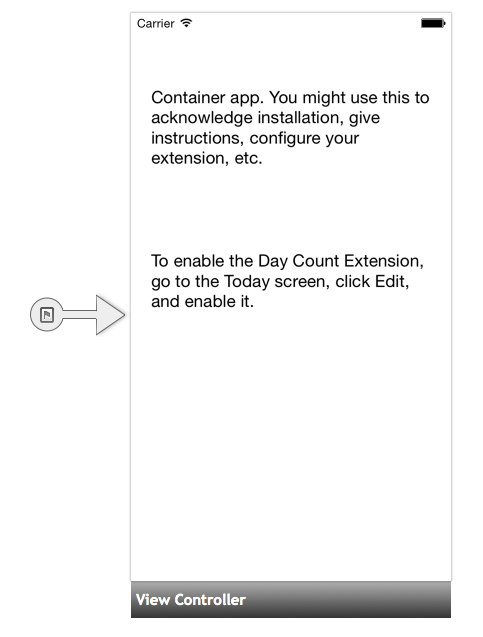 Carrier
Container app. You might use this to
acknowledge installation, give
instructions, configure your
extension, etc.
To enable the Day Count Extension,
go to the Today screen, click Edit,
and enable it.
View Controller